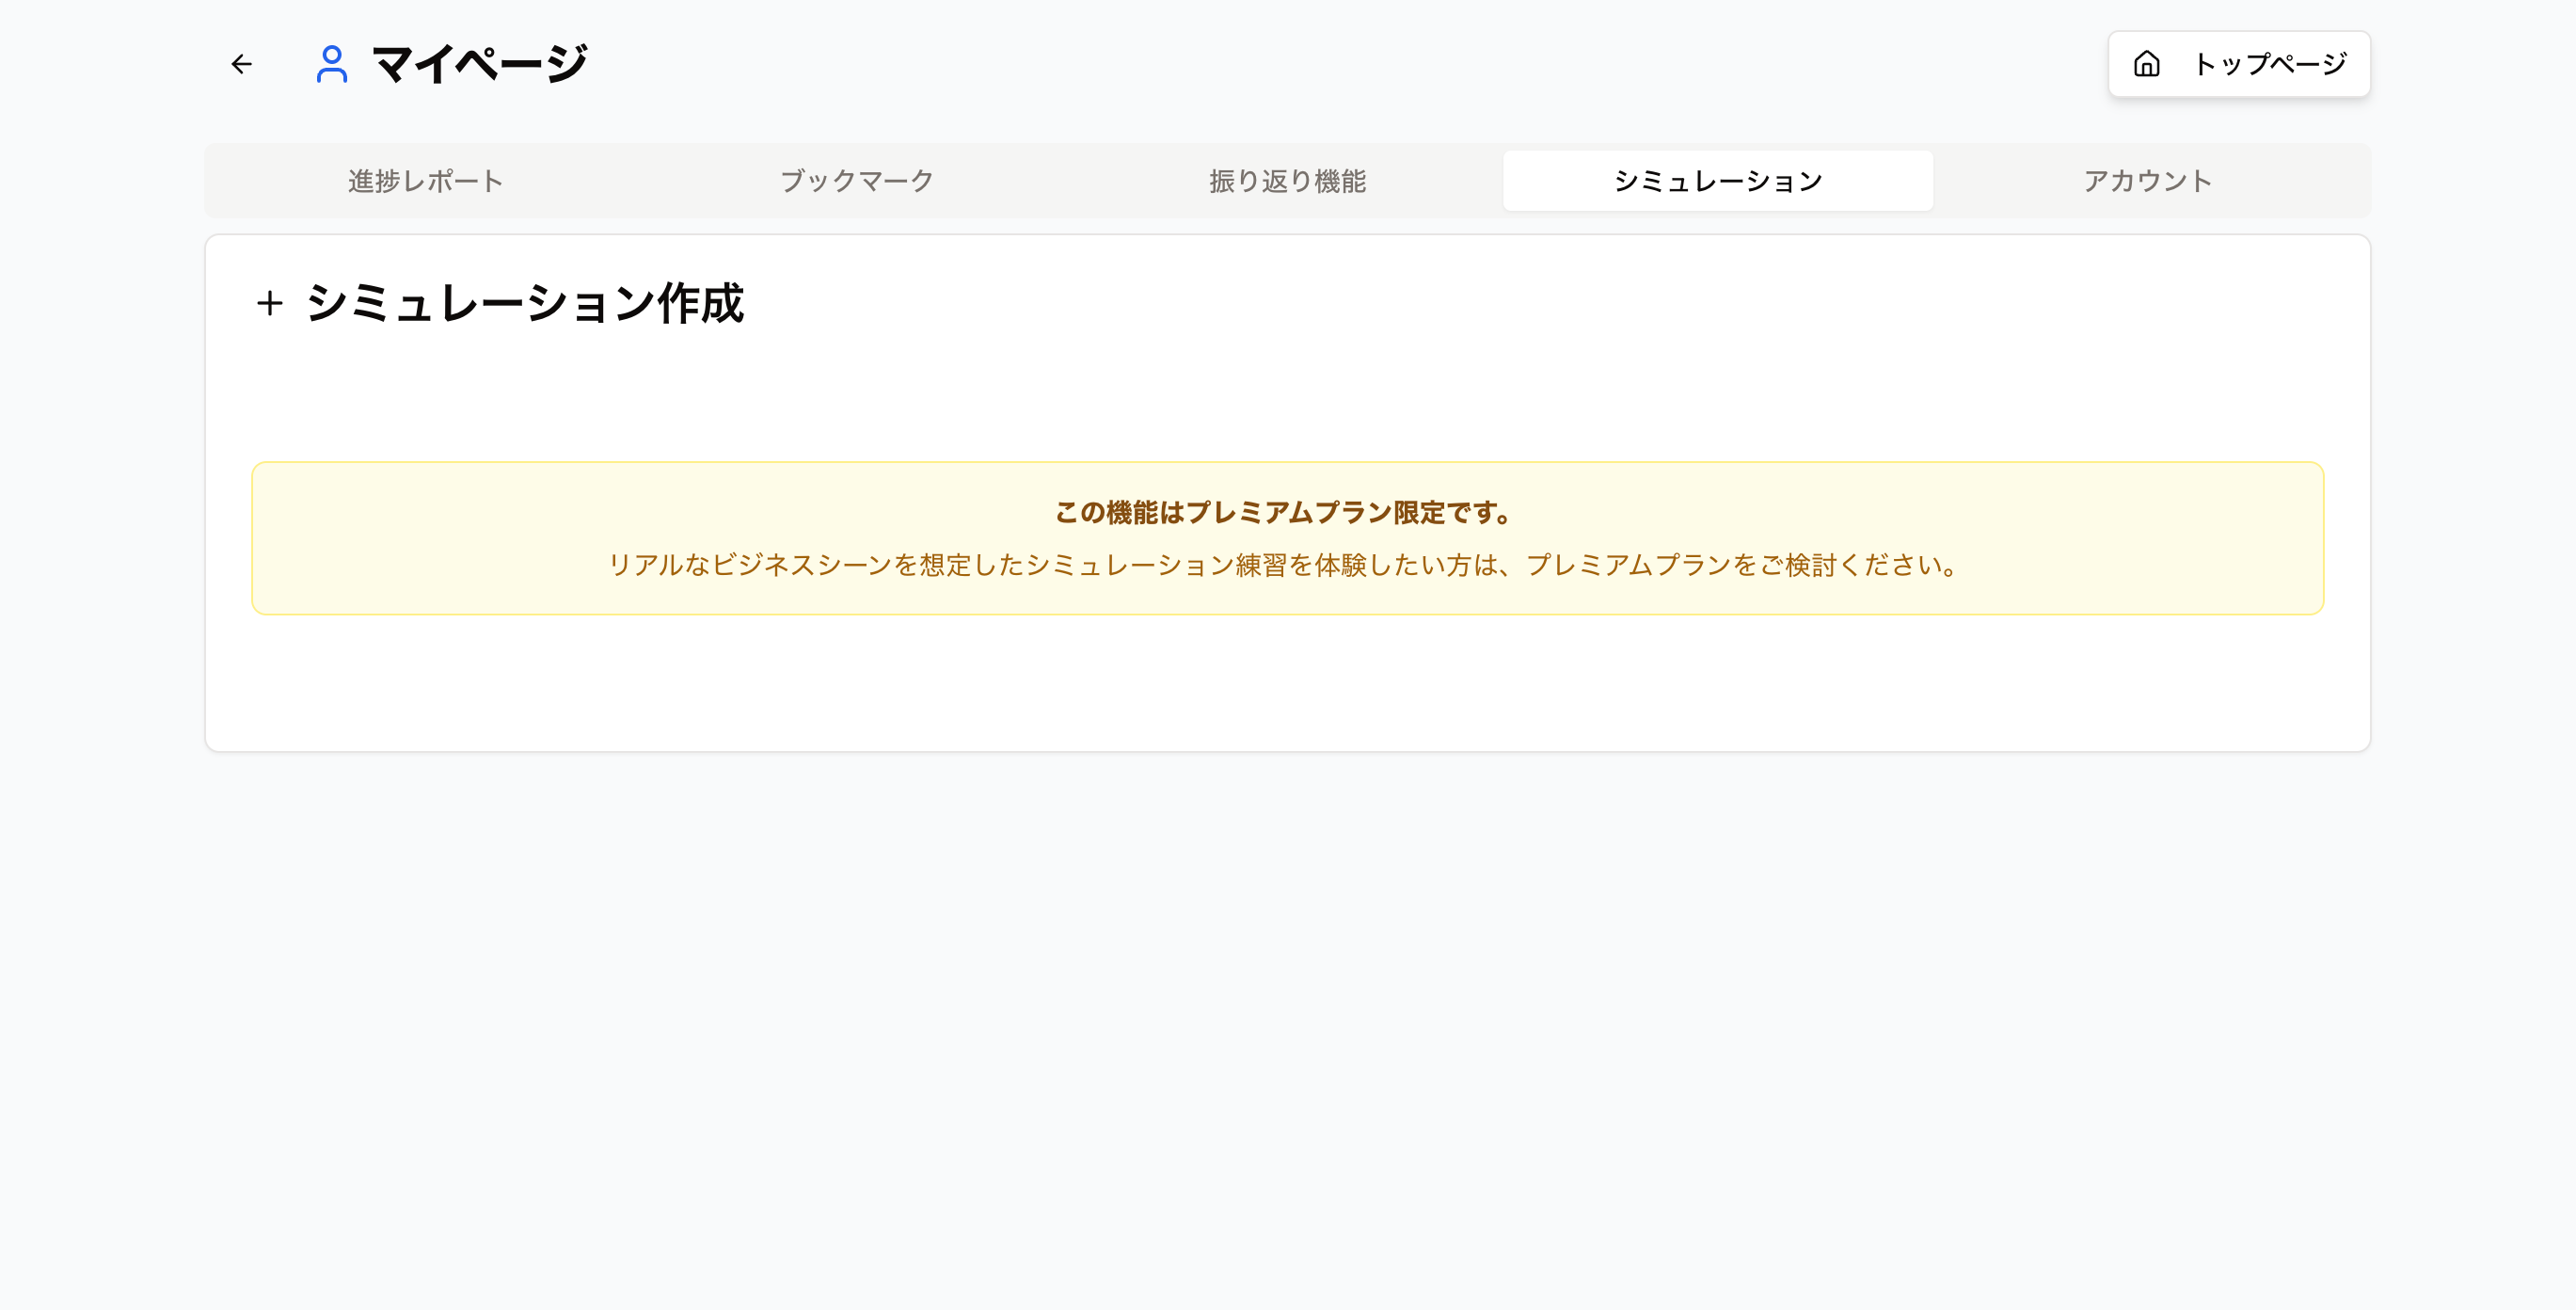 マイページ
トップページ
進捗レポート
ブックマーク
振り返り機能
シミュレーション
アカウント
シミュレーション作成
この機能はプレミアムプラン限定です。
リアルなビジネスシーンを想定したシミュレーション練習を体験したい方は、プレミアムプランをご検討ください。